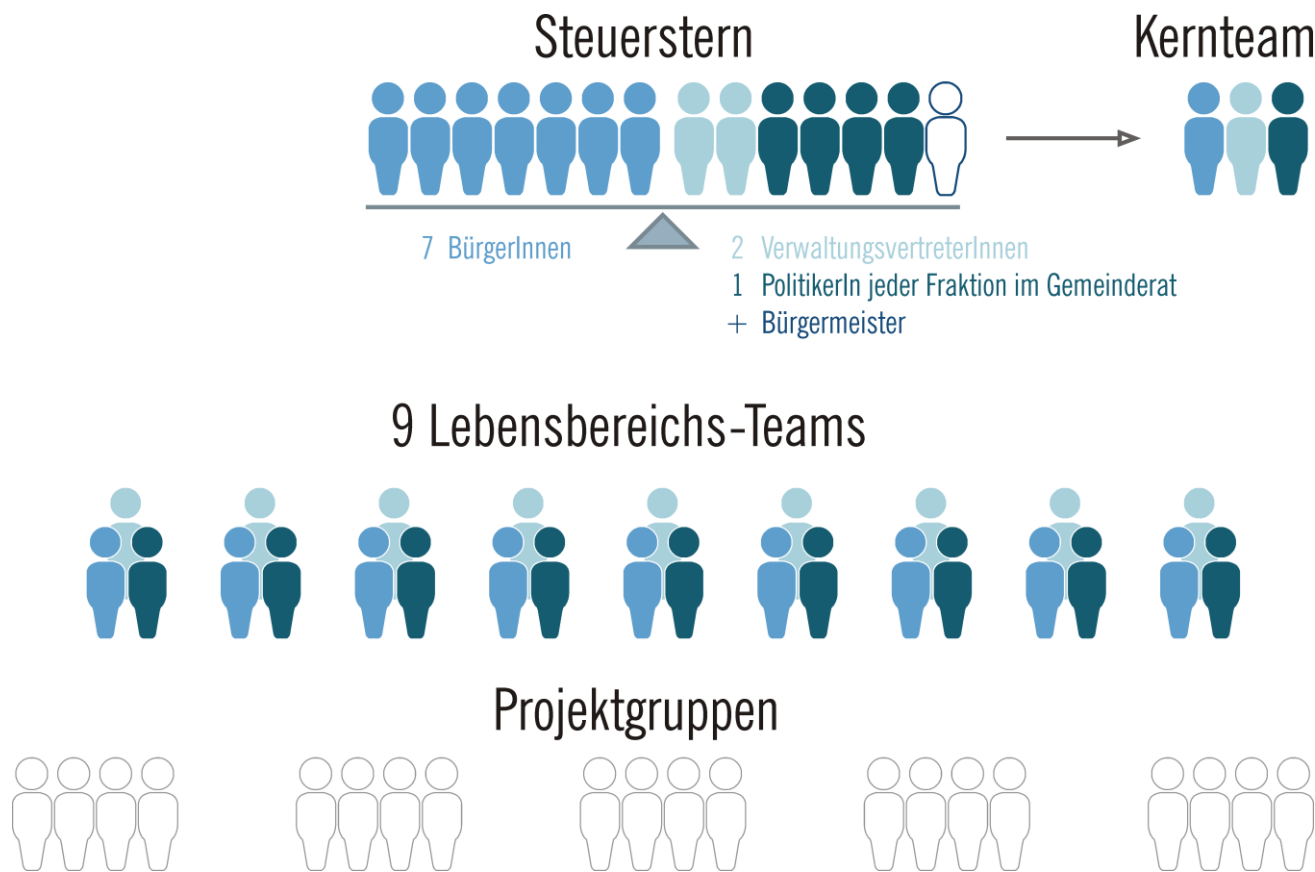 Steuerstern
Kernteam
7 BürgerInnen
2 VerwaltungsvertreterInnen
1 PolitikerIn jeder Fraktion im Gemeinderat
+ Bürgermeister
9 Lebensbereichs-Teams
Projektgruppen